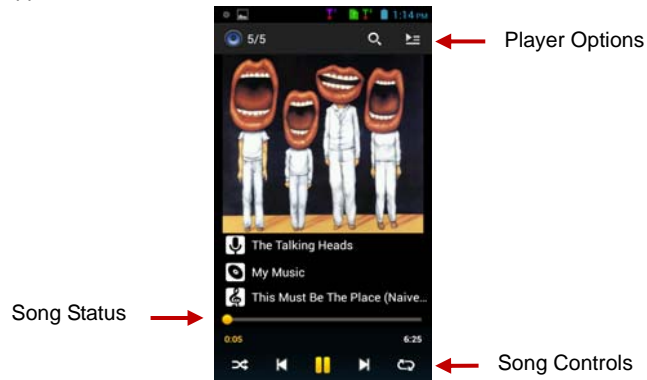 1:14 PM
5/5
Player Options
The Talking Heads
My Music
This Must Be The Place (Naive...
Song Status
0:05
6:25
Song Controls